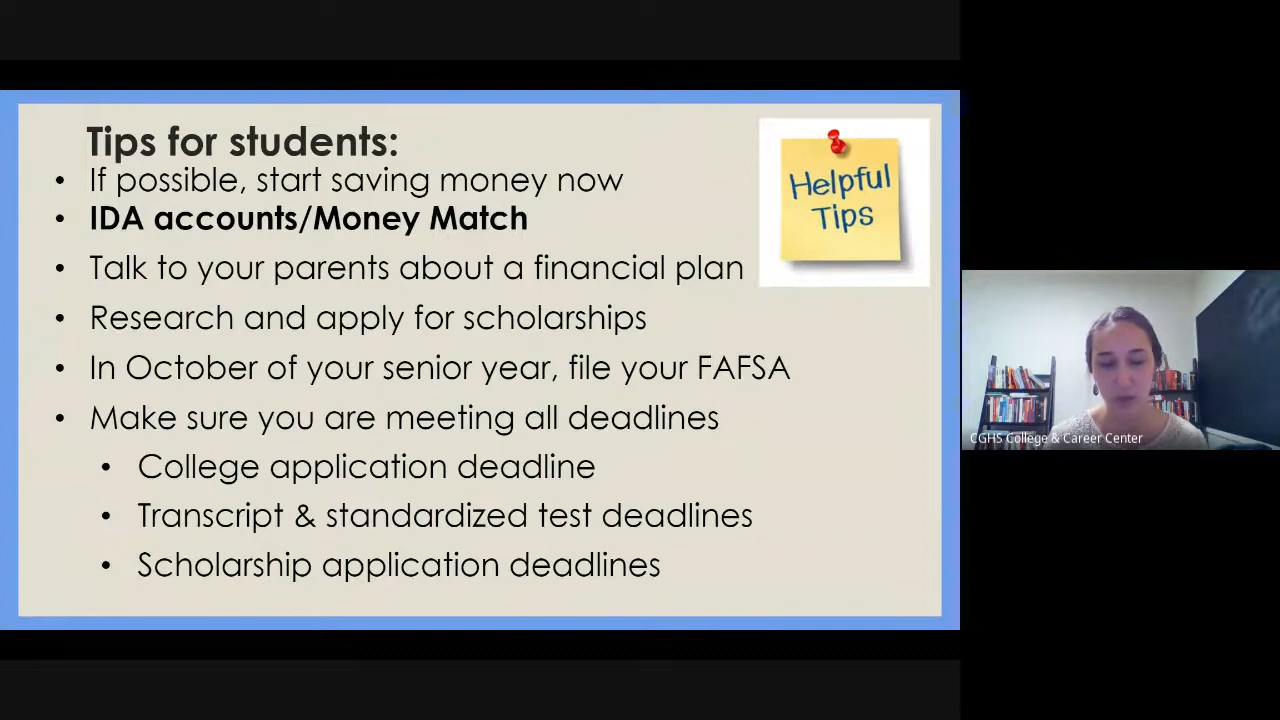 Tips for students:
• If possible, start saving money now
• IDA accounts/Money Match
• Talk to your parents about a financial plan
• Research and apply for scholarships
• In October of your senior year, file your FAFSA
• Make sure you are meeting all deadlines
• College application deadline
• Transcript & standardized test deadlines
• Scholarship application deadlines
Helpful
Tips
CGHS College & Career Center